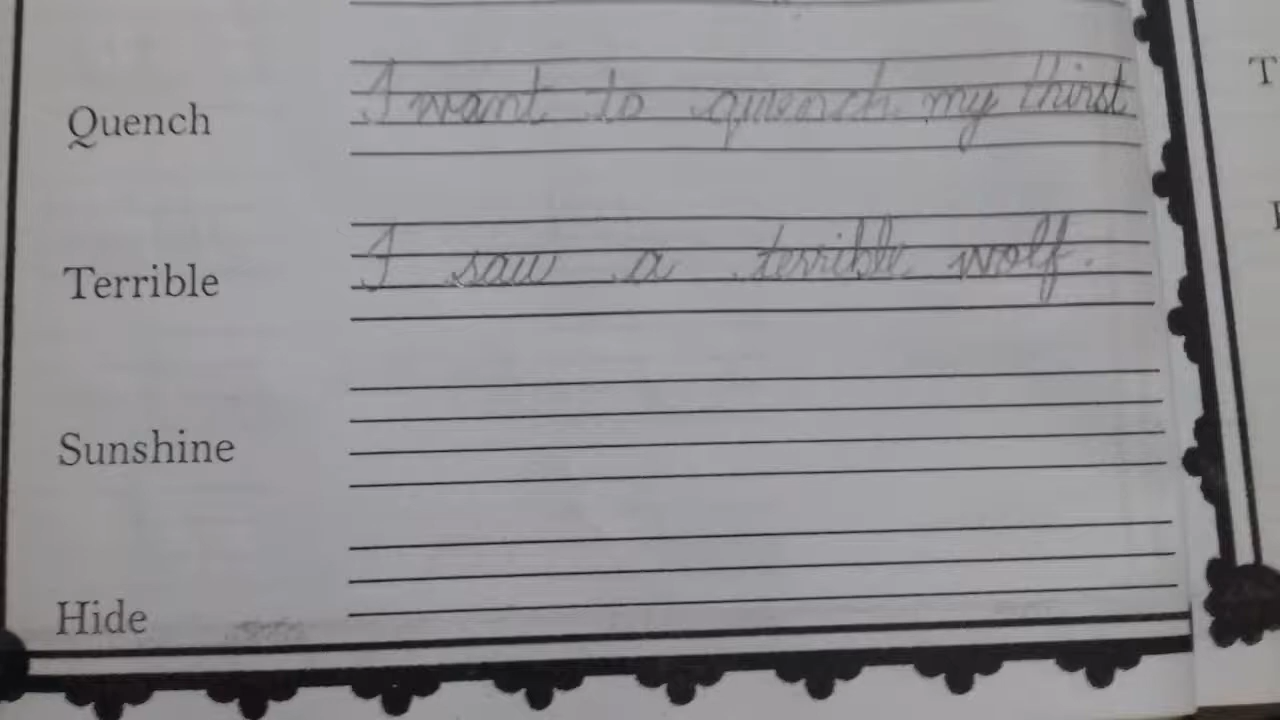 Quench I want to quench my thirst
Terrible I saw a terrible wolf.
Sunshine
Hide
T